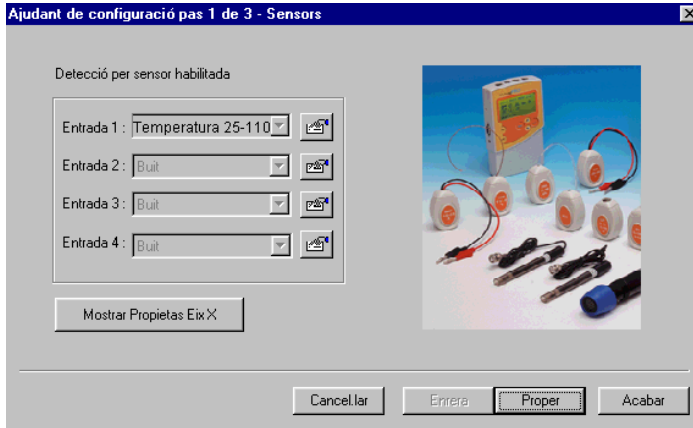 Ajudant de configuració pas 1 de 3 - Sensors
Detecció per sensor habilitada
Entrada 1 : Temperatura 25-110
Entrada 2 : Buit
Entrada 3 : Buit
Entrada 4 : Buit
Mostrar Propietas Eix X
Cancel.lar Enrera Proper Acabar